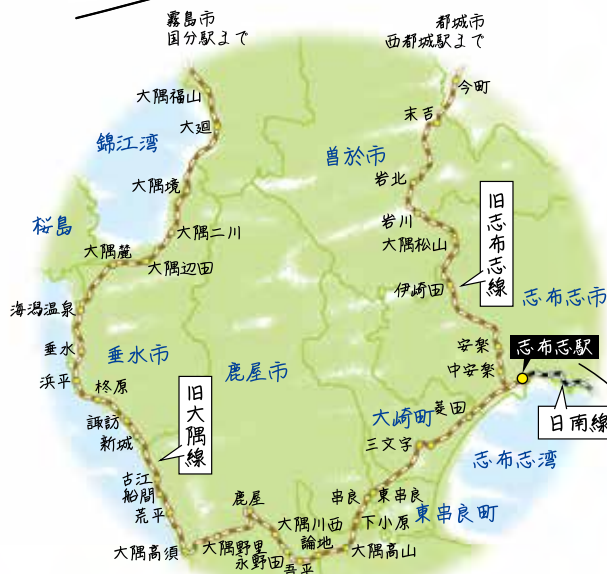 霧島市
国分駅まで
都城市
西都城駅まで
大隅福山
今町
末吉
大廻
錦江湾
曽於市
岩北
大隅境
旧志布志線
桜島
岩川
大隅二川
大隅松山
大隅麓
大隅辺田
伊崎田
志布志市
海潟温泉
垂水
安楽
志布志駅
垂水市
中安楽
浜平
柊原
鹿屋市
旧大隅線
大崎町
菱田
日南線
諏訪
新城
三文字
志布志湾
古江
船間
荒平
鹿屋
串良
東串良
大隅川西
下小原
東串良町
論地
大隅高須
大隅野里
大隅高山
永野田
吾平